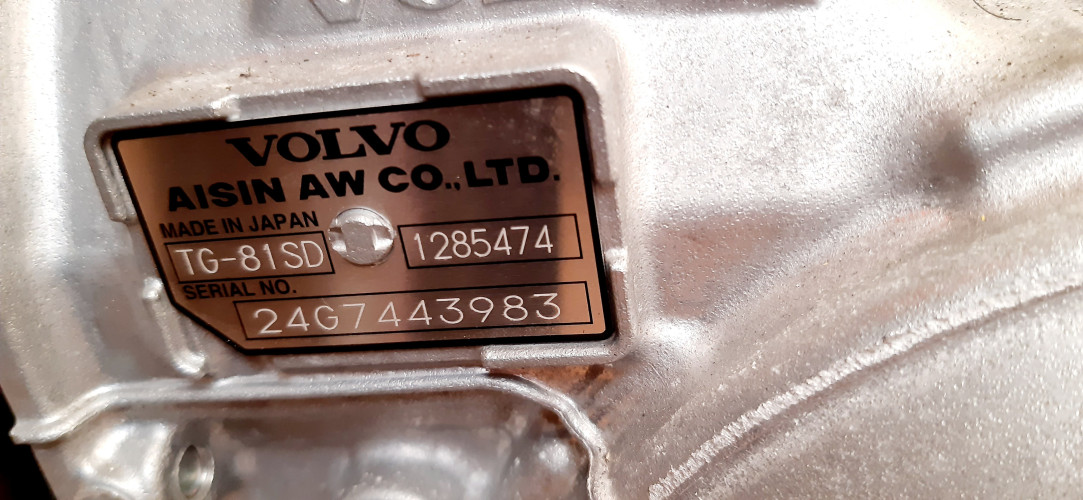 VOLVO
AISIN AW CO., LTD.
MADE IN JAPAN
TG-81SD 1285474
SERIAL NO.
24G7443983